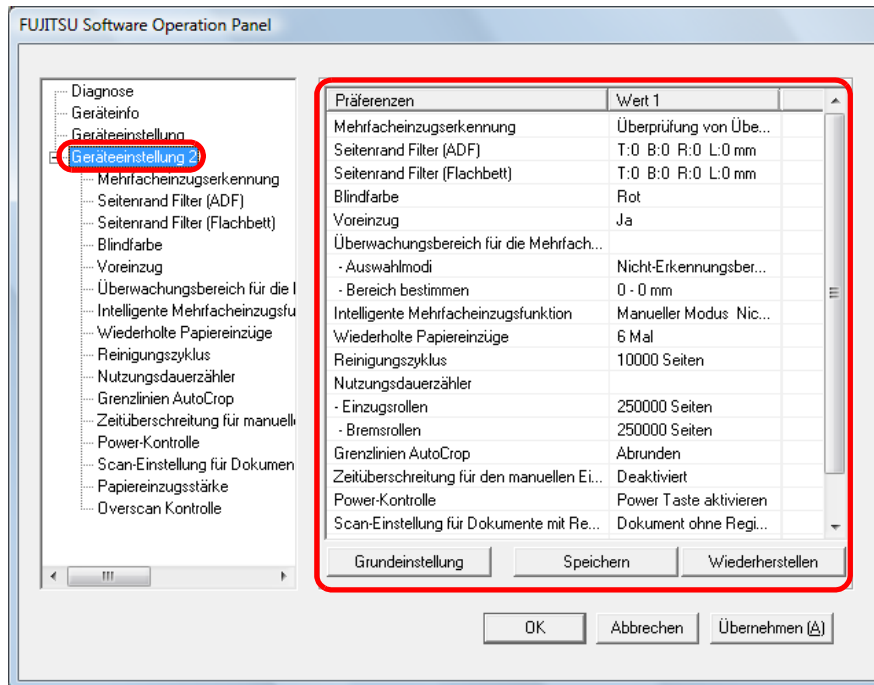 FUJITSU Software Operation Panel
Diagnose
Geräteinfo
Geräteeinstellung
Geräteeinstellung 2
Mehrfacheinzugserkennung
Seitenrand Filter (ADF)
Seitenrand Filter (Flachbett)
Blindfarbe
Voreinzug
Überwachungsbereich für die
Intelligente Mehrfacheinzugsfu
Wiederholte Papiereinzüge
Reinigungszyklus
Nutzungsdauerzähler
Grenzlinien AutoCrop
Zeitüberschreitung für manuell
Power-Kontrolle
Scan-Einstellung für Dokumen
Papiereinzugsstärke
Overscan Kontrolle
Präferenzen Wert 1
Mehrfacheinzugserkennung Überprüfung von Übe...
Seitenrand Filter (ADF) T:0 B:0 R:0 L:0 mm
Seitenrand Filter (Flachbett) T:0 B:0 R:0 L:0 mm
Blindfarbe Rot
Voreinzug Ja
Überwachungsbereich für die Mehrfach...
- Auswahlmodi Nicht-Erkennungsber...
- Bereich bestimmen 0 - 0 mm
Intelligente Mehrfacheinzugsfunktion Manueller Modus Nic...
Wiederholte Papiereinzüge 6 Mal
Reinigungszyklus 10000 Seiten
Nutzungsdauerzähler
- Einzugsrollen 250000 Seiten
- Bremsrollen 250000 Seiten
Grenzlinien AutoCrop Abrunden
Zeitüberschreitung für den manuellen Ei... Deaktiviert
Power-Kontrolle Power Taste aktivieren
Scan-Einstellung für Dokumente mit Re... Dokument ohne Regi...
Grundeinstellung Speichern Wiederherstellen
OK Abbrechen Übernehmen (A)